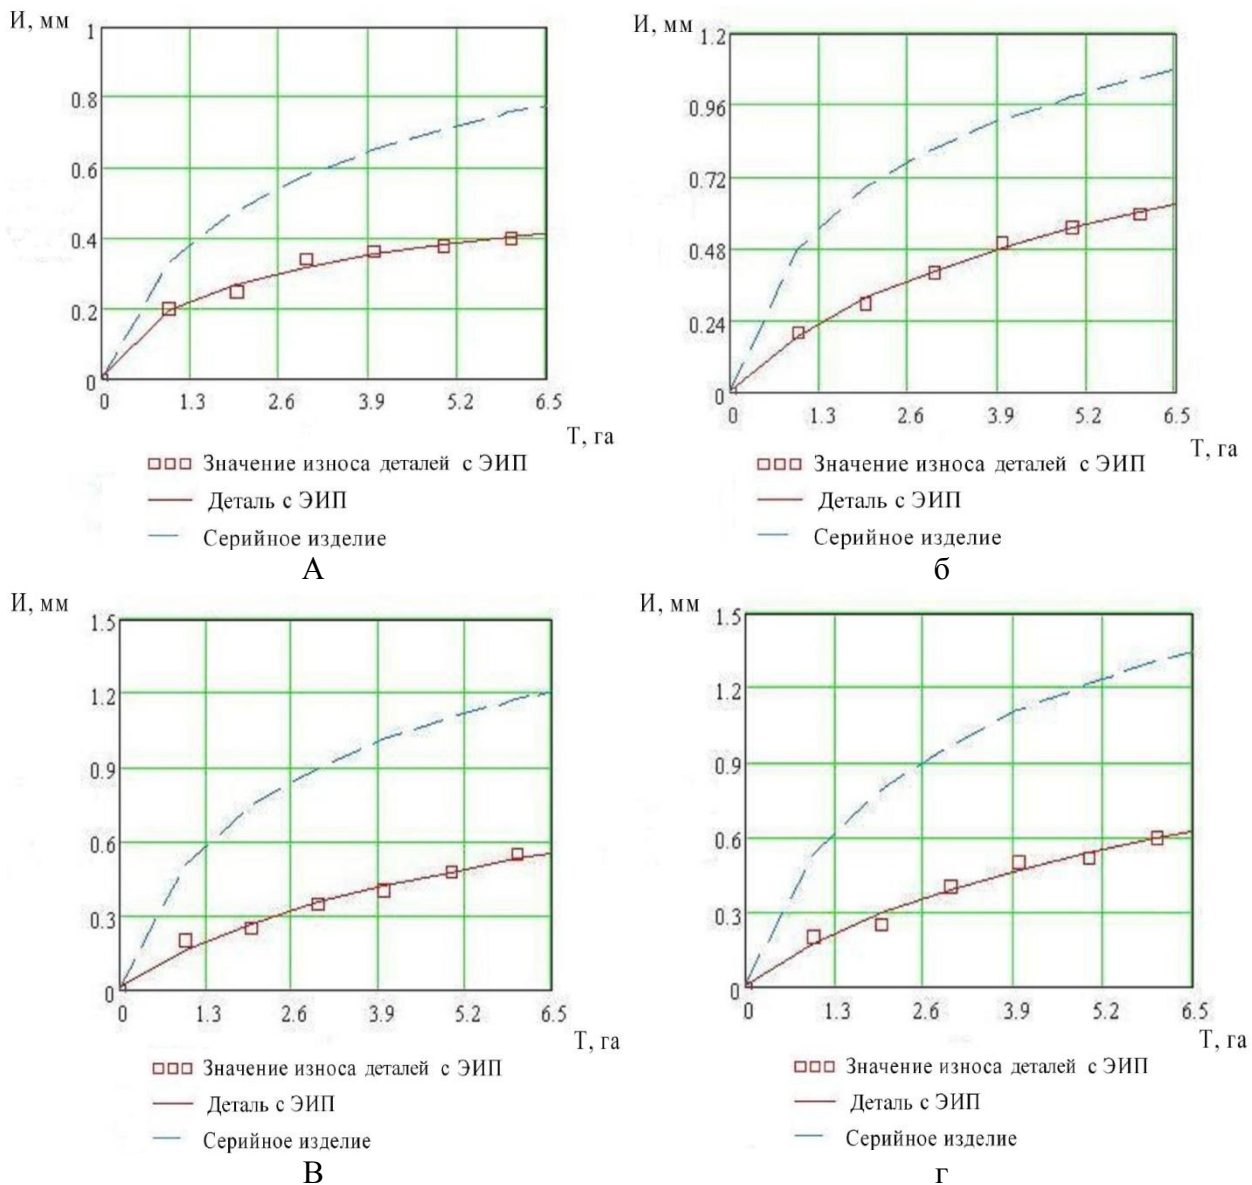 И, мм
1
0.8
0.6
0.4
0.2
0
0 1.3 2.6 3.9 5.2 6.5
Т, га
Значение износа деталей с ЭИП
Деталь с ЭИП
Серийное изделие
А
И, мм
1.2
0.96
0.72
0.48
0.24
0
0 1.3 2.6 3.9 5.2 6.5
Т, га
Значение износа деталей с ЭИП
Деталь с ЭИП
Серийное изделие
б
И, мм
1.5
1.2
0.9
0.6
0.3
0
0 1.3 2.6 3.9 5.2 6.5
Т, га
Значение износа деталей с ЭИП
Деталь с ЭИП
Серийное изделие
В
И, мм
1.5
1.2
0.9
0.6
0.3
0
0 1.3 2.6 3.9 5.2 6.5
Т, га
Значение износа деталей с ЭИП
Деталь с ЭИП
Серийное изделие
г